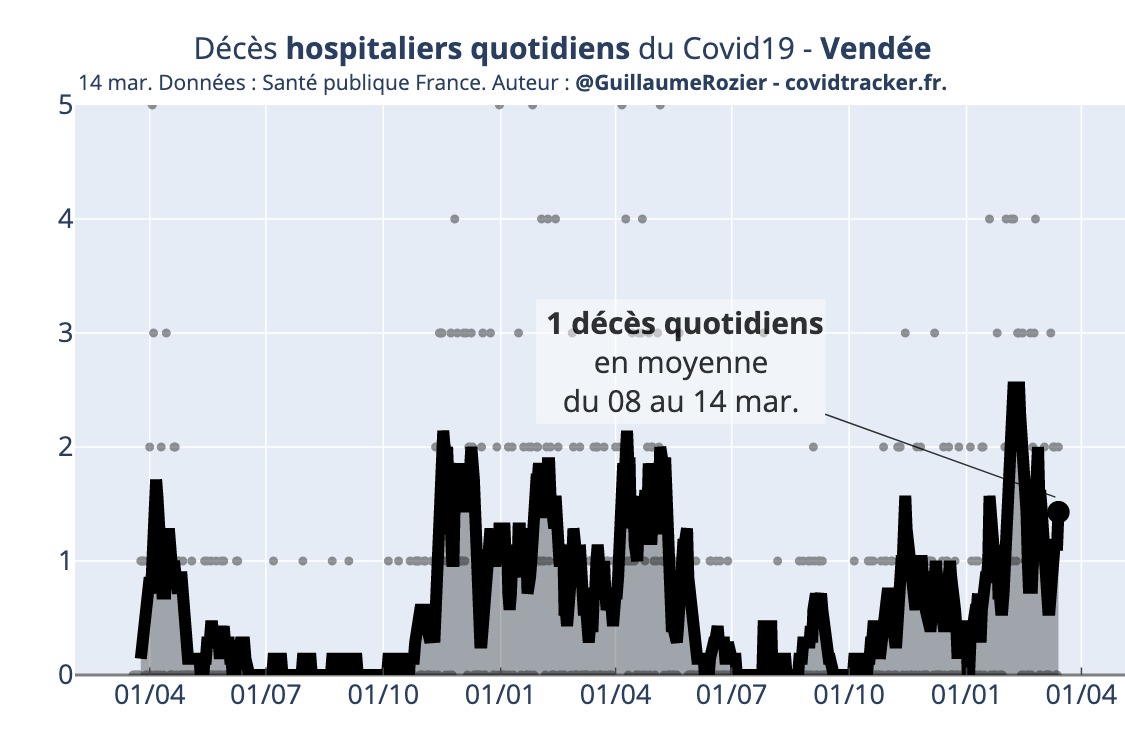 Décès hospitaliers quotidiens du Covid19 - Vendée
14 mar. Données : Santé publique France. Auteur : @GuillaumeRozier - covidtracker.fr.
5
4
3
2
1
0
1 décès quotidiens
en moyenne
du 08 au 14 mar.
01/04 01/07 01/10 01/01 01/04 01/07 01/10 01/01 01/04